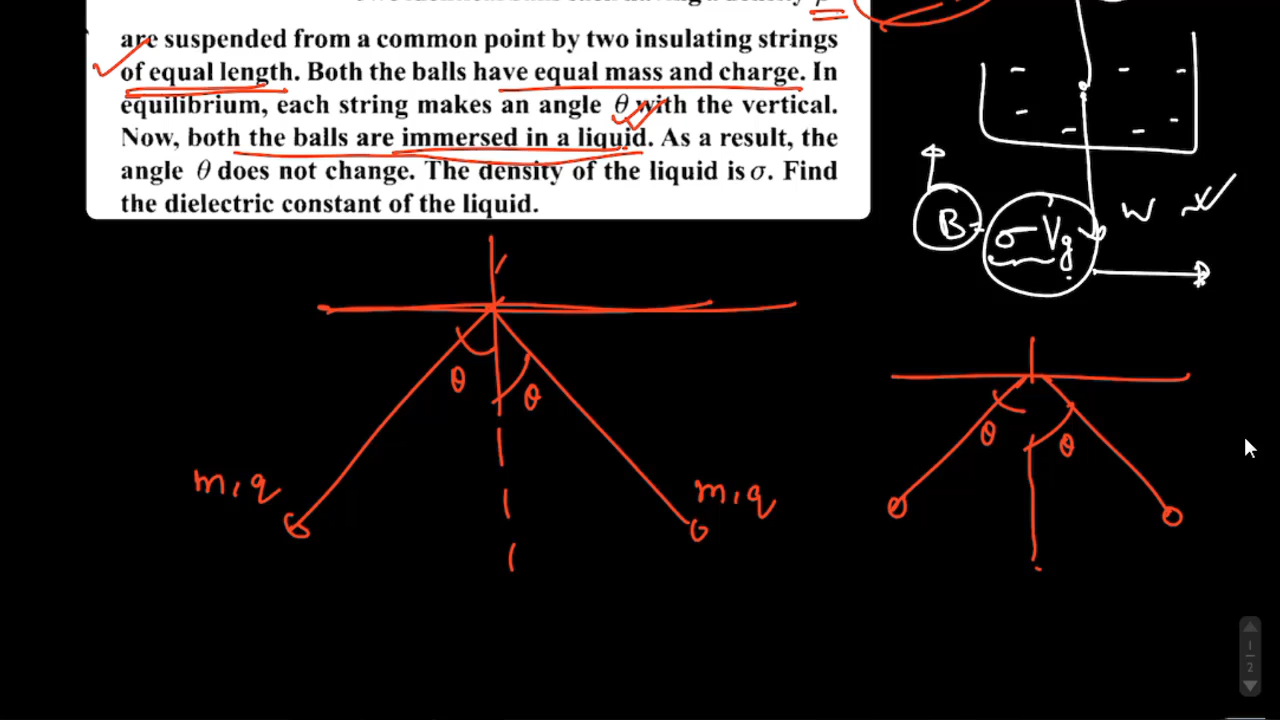 are suspended from a common point by two insulating strings
of equal length. Both the balls have equal mass and charge. In
equilibrium, each string makes an angle θ with the vertical.
Now, both the balls are immersed in a liquid. As a result, the
angle θ does not change. The density of the liquid is σ. Find
the dielectric constant of the liquid.
B = σVg
W
θ
θ
m, q
m, q
θ
θ
1
2